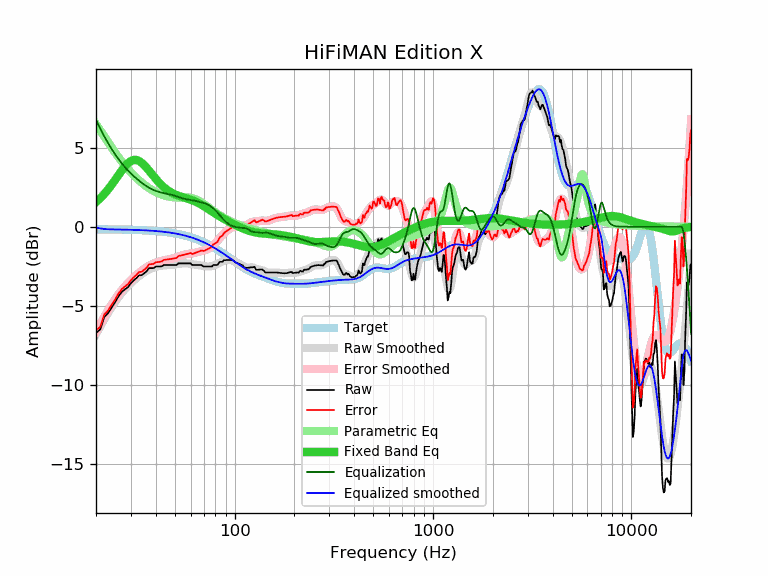 HiFiMAN Edition X
Amplitude (dBr)
5
0
−5
−10
−15
Target
Raw Smoothed
Error Smoothed
Raw
Error
Parametric Eq
Fixed Band Eq
Equalization
Equalized smoothed
100
1000
10000
Frequency (Hz)